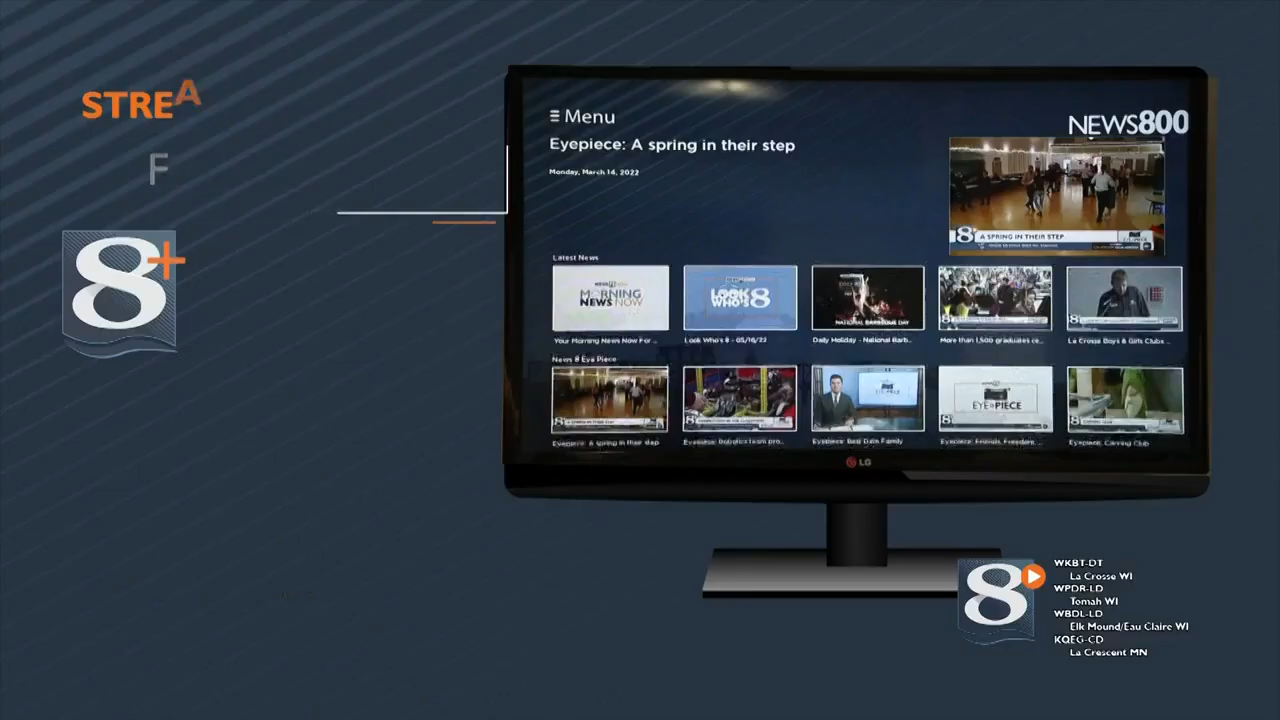 STREA
F
8+
Menu
NEWS800
Eyepiece: A spring in their step
Monday, March 14, 2022
8 A SPRING IN THEIR STEP
Latest News
MORNING
NEWS NOW
LOOK
WHO'S 8
NATIONAL BARBECUE DAY
Your Morning News Now For ...
Look Who's 8 - 05/16/22
Daily Holiday - National Barb...
More than 1,500 graduates ce...
La Crosse Boys & Girls Clubs ...
News 8 Eye Piece
EYE PIECE
Eyepiece: A spring in their step
Eyepiece: Robotics team pro...
Eyepiece: Best Date Family
Eyepiece: Friends, Freedom...
Eyepiece: Carving Club
LG
8
WKBT-DT
La Crosse WI
WPDR-LD
Tomah WI
WBDL-LD
Elk Mound/Eau Claire WI
KQEG-CD
La Crescent MN